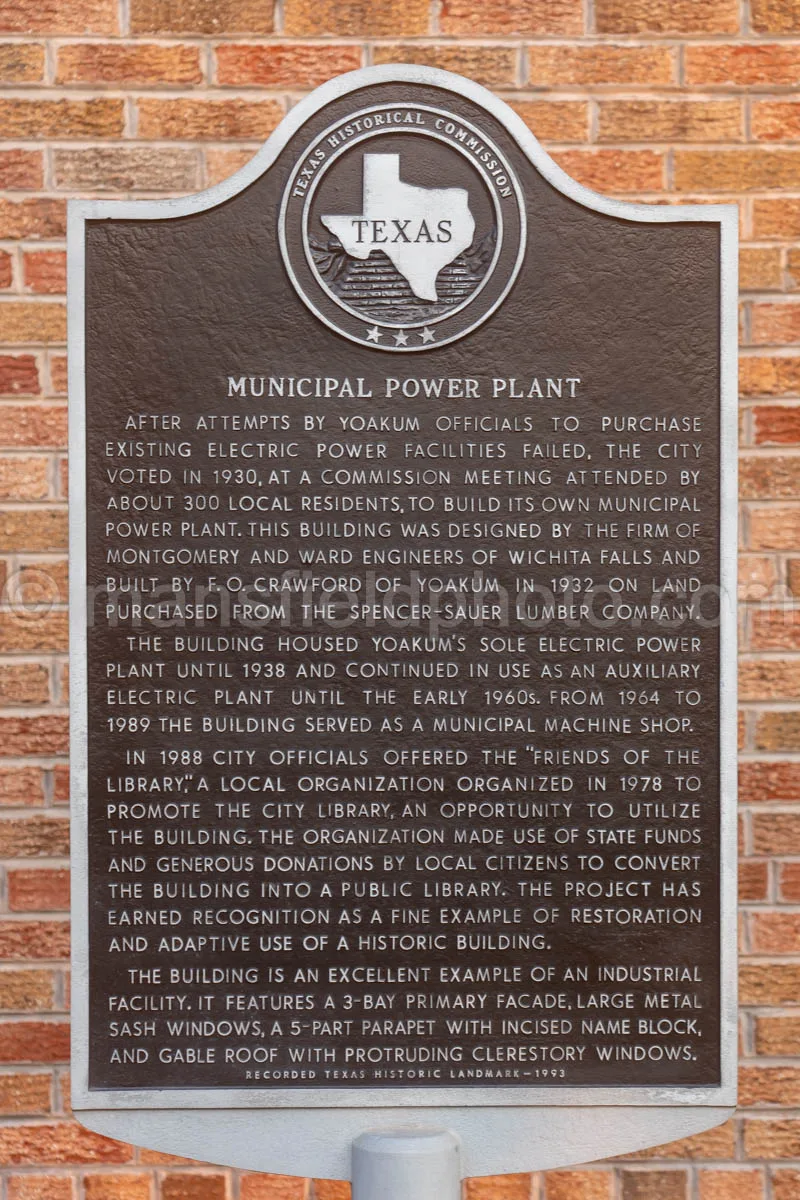 TEXAS HISTORICAL COMMISSION
TEXAS
MUNICIPAL POWER PLANT
AFTER ATTEMPTS BY YOAKUM OFFICIALS TO PURCHASE
EXISTING ELECTRIC POWER FACILITIES FAILED, THE CITY
VOTED IN 1930, AT A COMMISSION MEETING ATTENDED BY
ABOUT 300 LOCAL RESIDENTS, TO BUILD ITS OWN MUNICIPAL
POWER PLANT. THIS BUILDING WAS DESIGNED BY THE FIRM OF
MONTGOMERY AND WARD ENGINEERS OF WICHITA FALLS AND
BUILT BY F. O. CRAWFORD OF YOAKUM IN 1932 ON LAND
© mansfieldphoto.com
PURCHASED FROM THE SPENCER-SAUER LUMBER COMPANY.
THE BUILDING HOUSED YOAKUM'S SOLE ELECTRIC POWER
PLANT UNTIL 1938 AND CONTINUED IN USE AS AN AUXILIARY
ELECTRIC PLANT UNTIL THE EARLY 1960s. FROM 1964 TO
1989 THE BUILDING SERVED AS A MUNICIPAL MACHINE SHOP.
IN 1988 CITY OFFICIALS OFFERED THE "FRIENDS OF THE
LIBRARY," A LOCAL ORGANIZATION ORGANIZED IN 1978 TO
PROMOTE THE CITY LIBRARY, AN OPPORTUNITY TO UTILIZE
THE BUILDING. THE ORGANIZATION MADE USE OF STATE FUNDS
AND GENEROUS DONATIONS BY LOCAL CITIZENS TO CONVERT
THE BUILDING INTO A PUBLIC LIBRARY. THE PROJECT HAS
EARNED RECOGNITION AS A FINE EXAMPLE OF RESTORATION
AND ADAPTIVE USE OF A HISTORIC BUILDING.
THE BUILDING IS AN EXCELLENT EXAMPLE OF AN INDUSTRIAL
FACILITY. IT FEATURES A 3-BAY PRIMARY FACADE, LARGE METAL
SASH WINDOWS, A 5-PART PARAPET WITH INCISED NAME BLOCK,
AND GABLE ROOF WITH PROTRUDING CLERESTORY WINDOWS.
RECORDED TEXAS HISTORIC LANDMARK – 1993